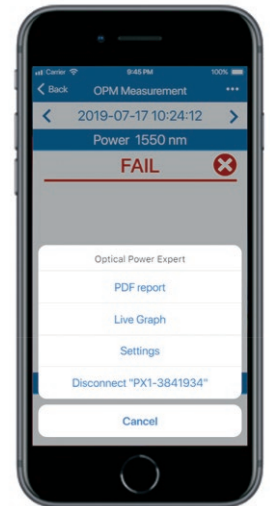 Carrier 9:45 PM 100%
< Back OPM Measurement •••
< 2019-07-17 10:24:12 >
Power 1550 nm
FAIL
Optical Power Expert
PDF report
Live Graph
Settings
Disconnect "PX1-3841934"
Cancel